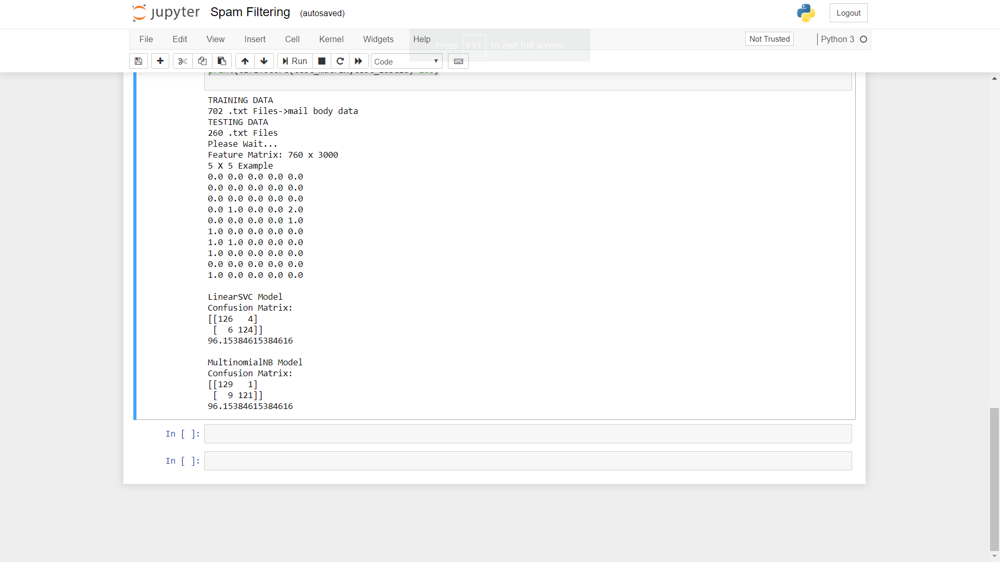 jupyter Spam Filtering (autosaved) Logout
File Edit View Insert Cell Kernel Widgets Help Not Trusted Python 3
Press F11 to exit full screen
Run Code
TRAINING DATA
702 .txt Files->mail body data
TESTING DATA
260 .txt Files
Please Wait...
Feature Matrix: 760 x 3000
5 X 5 Example
0.0 0.0 0.0 0.0 0.0
0.0 0.0 0.0 0.0 0.0
0.0 0.0 0.0 0.0 0.0
0.0 1.0 0.0 0.0 2.0
0.0 0.0 0.0 0.0 1.0
1.0 0.0 0.0 0.0 0.0
1.0 1.0 0.0 0.0 0.0
1.0 0.0 0.0 0.0 0.0
0.0 0.0 0.0 0.0 0.0
1.0 0.0 0.0 0.0 0.0
LinearSVC Model
Confusion Matrix:
[[126   4]
 [  6 124]]
96.15384615384616
MultinomialNB Model
Confusion Matrix:
[[129   1]
 [  9 121]]
96.15384615384616
In [ ]:
In [ ]: